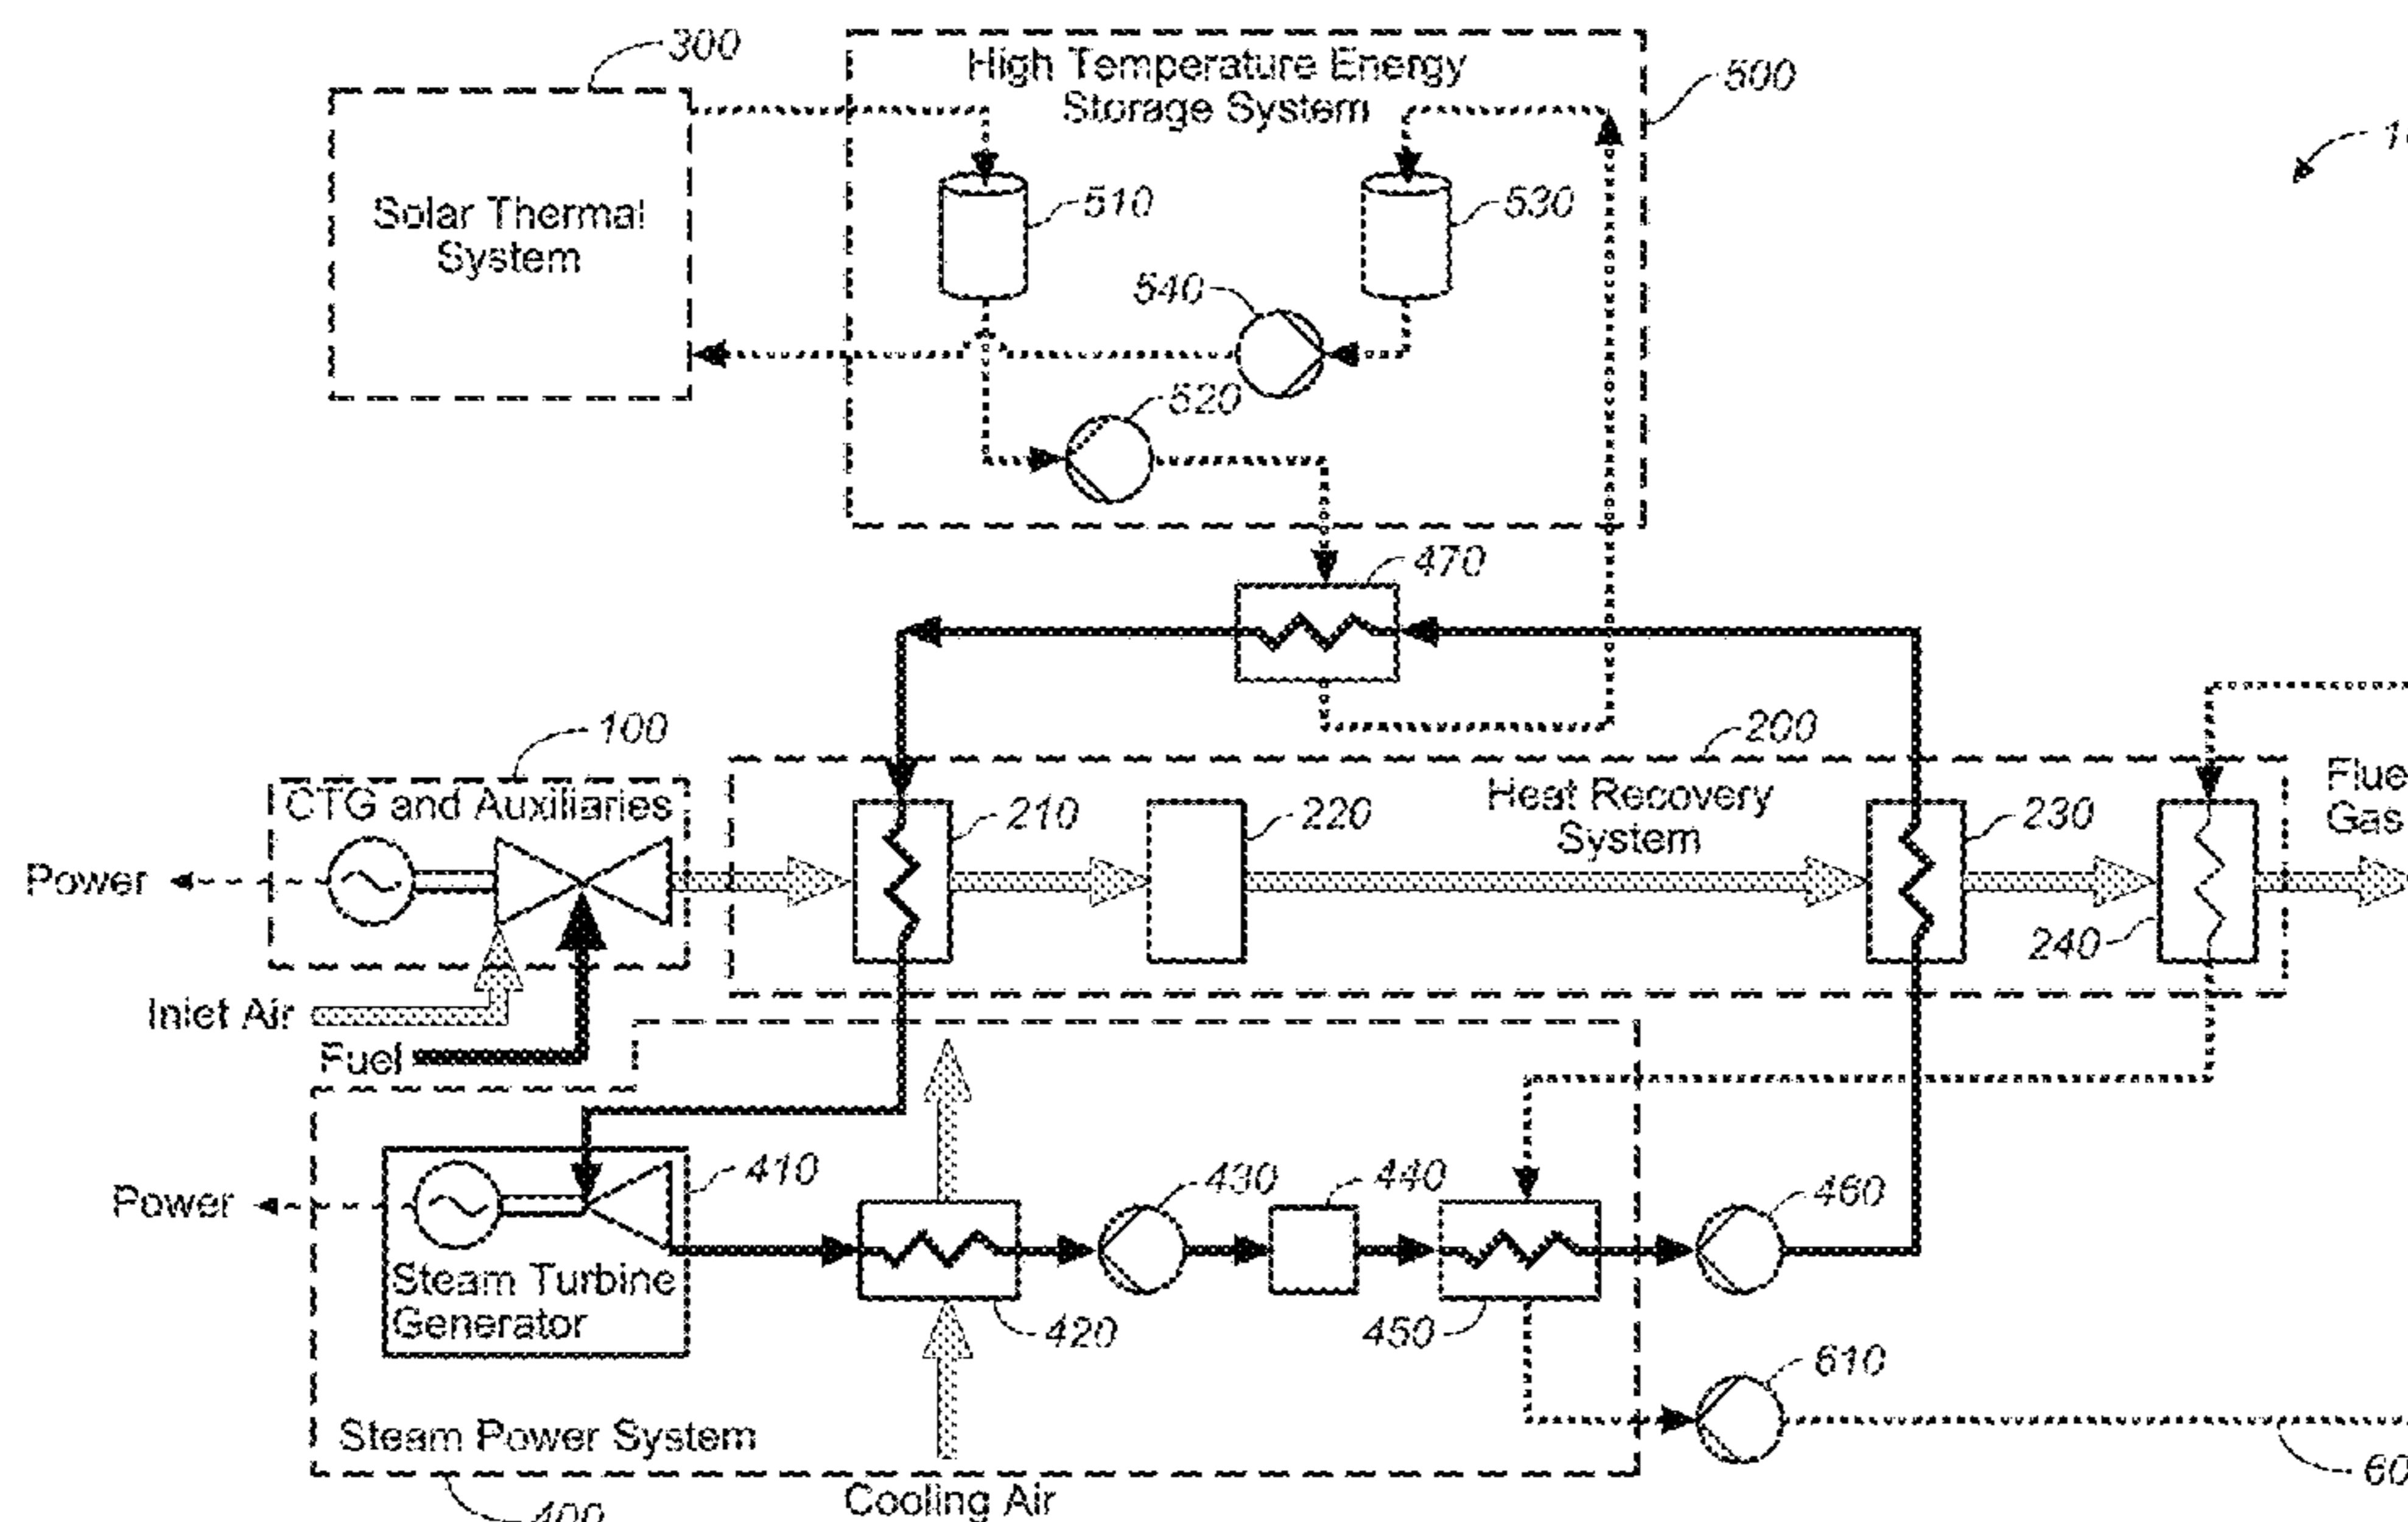 300
High Temperature Energy
Storage System
500
Solar Thermal
System
510
530
540
520
470
100
200
CTG and Auxiliaries
Heat Recovery
System
Flue
Gas
210
220
230
240
Power
Inlet Air
Fuel
410
Power
Steam Turbine
Generator
420
430
440
450
460
610
Steam Power System
Cooling Air
400